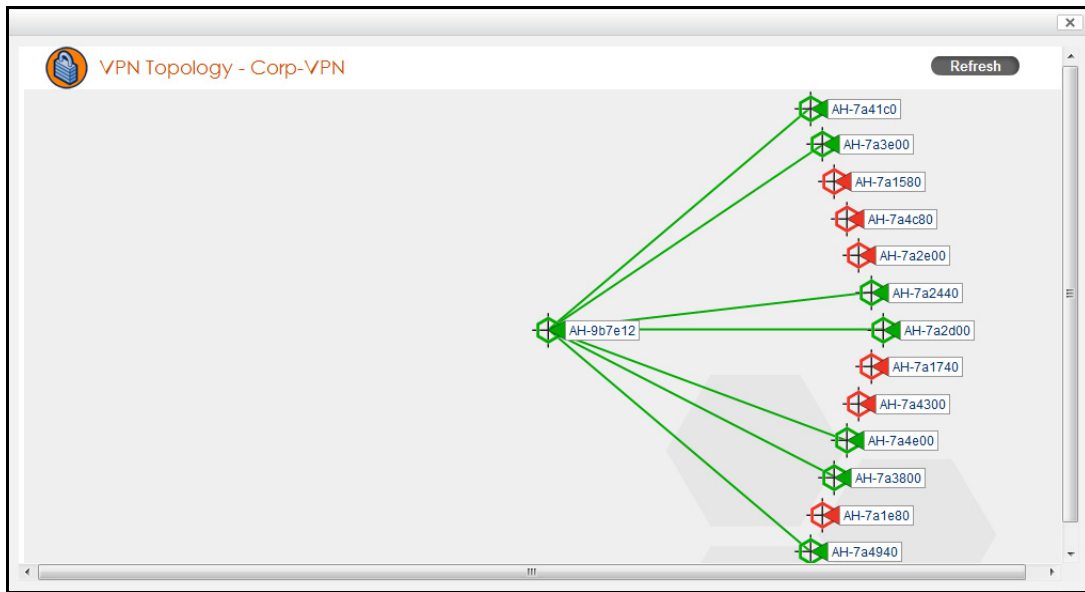 VPN Topology - Corp-VPN
Refresh
AH-7a41c0
AH-7a3e00
AH-7a1580
AH-7a4c80
AH-7a2e00
AH-7a2440
AH-9b7e12
AH-7a2d00
AH-7a1740
AH-7a4300
AH-7a4e00
AH-7a3800
AH-7a1e80
AH-7a4940